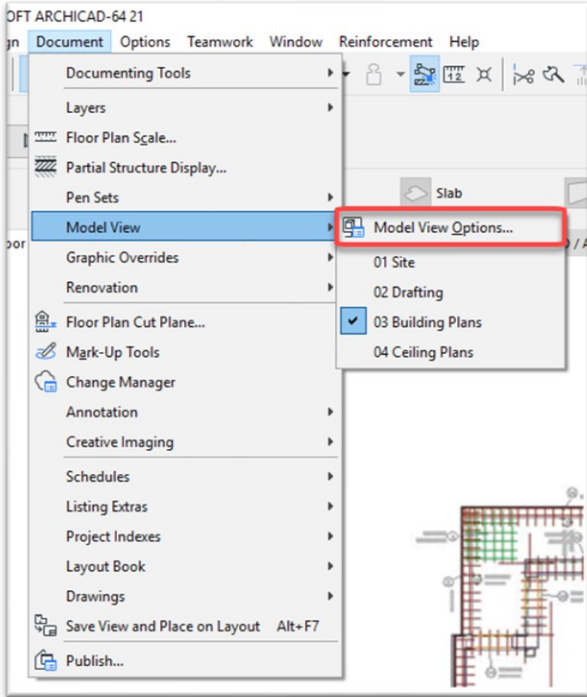 OFT ARCHICAD-64 21
gn Document Options Teamwork Window Reinforcement Help
Documenting Tools
Layers
Floor Plan Scale...
Partial Structure Display...
Pen Sets
Slab
Model View
Model View Options...
oor
/ A
Graphic Overrides
01 Site
Renovation
02 Drafting
Floor Plan Cut Plane...
03 Building Plans
Mark-Up Tools
04 Ceiling Plans
Change Manager
Annotation
Creative Imaging
Schedules
Listing Extras
Project Indexes
Layout Book
Drawings
Save View and Place on Layout Alt+F7
Publish...